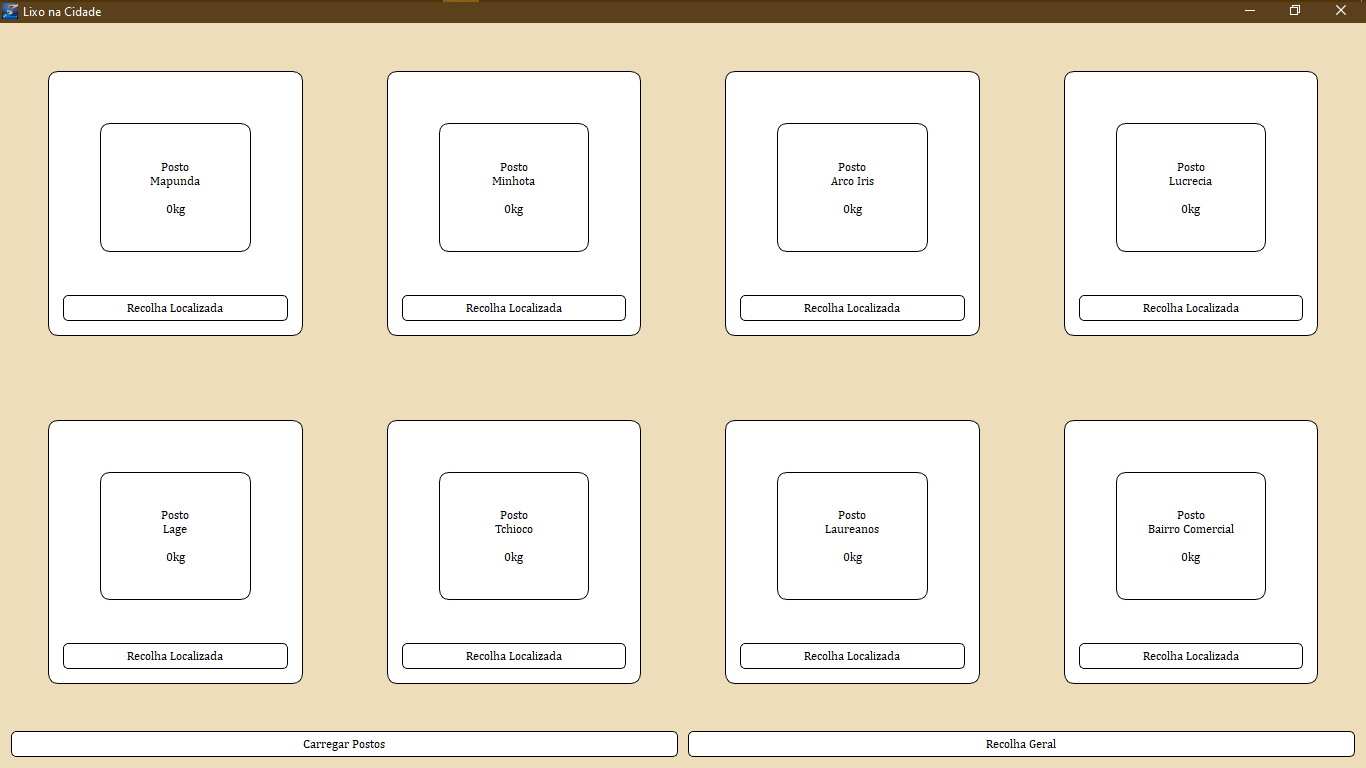 Lixo na Cidade
Posto
Mapunda
0kg
Recolha Localizada
Posto
Minhota
0kg
Recolha Localizada
Posto
Arco Iris
0kg
Recolha Localizada
Posto
Lucrecia
0kg
Recolha Localizada
Posto
Lage
0kg
Recolha Localizada
Posto
Tchioco
0kg
Recolha Localizada
Posto
Laureanos
0kg
Recolha Localizada
Posto
Bairro Comercial
0kg
Recolha Localizada
Carregar Postos
Recolha Geral